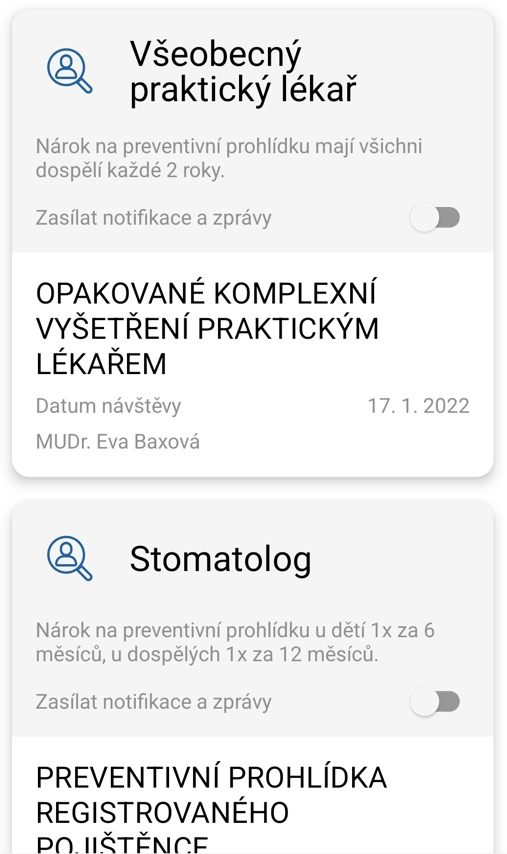 Všeobecný
praktický lékař
Nárok na preventivní prohlídku mají všichni
dospělí každé 2 roky.
Zasílat notifikace a zprávy
OPAKOVANÉ KOMPLEXNÍ
VYŠETŘENÍ PRAKTICKÝM
LÉKAŘEM
Datum návštěvy 17. 1. 2022
MUDr. Eva Baxová
Stomatolog
Nárok na preventivní prohlídku u dětí 1x za 6
měsíců, u dospělých 1x za 12 měsíců.
Zasílat notifikace a zprávy
PREVENTIVNÍ PROHLÍDKA
REGISTROVANÉHO
POJIŠTĚNCE